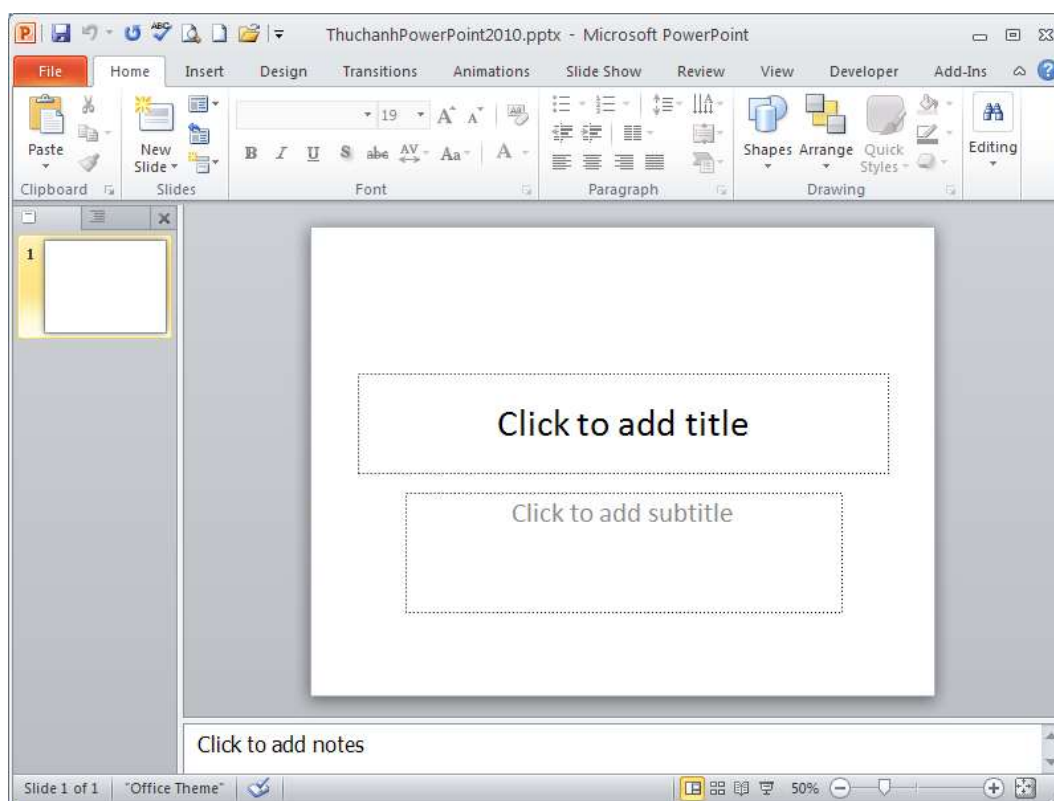 ThuchanhPowerPoint2010.pptx - Microsoft PowerPoint
File Home Insert Design Transitions Animations Slide Show Review View Developer Add-Ins
Paste
New Slide
19
B I U S abc AV Aa A
Shapes Arrange Quick Styles
Editing
Clipboard Slides Font Paragraph Drawing
1
Click to add title
Click to add subtitle
Click to add notes
Slide 1 of 1 "Office Theme" 50%